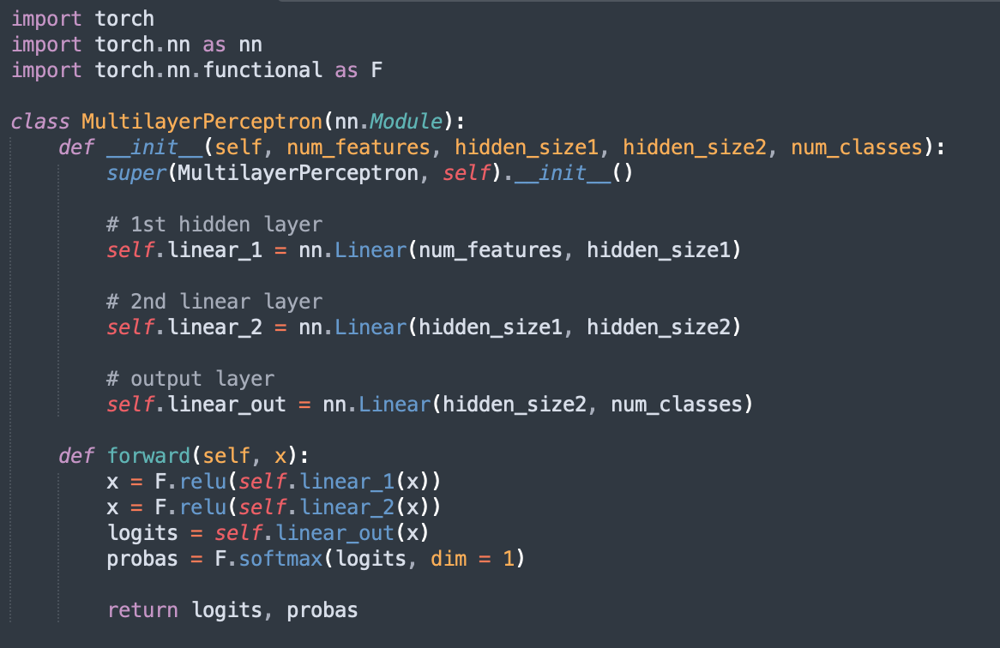 import torch
import torch.nn as nn
import torch.nn.functional as F

class MultilayerPerceptron(nn.Module):
    def __init__(self, num_features, hidden_size1, hidden_size2, num_classes):
        super(MultilayerPerceptron, self).__init__()

        # 1st hidden layer
        self.linear_1 = nn.Linear(num_features, hidden_size1)

        # 2nd linear layer
        self.linear_2 = nn.Linear(hidden_size1, hidden_size2)

        # output layer
        self.linear_out = nn.Linear(hidden_size2, num_classes)

    def forward(self, x):
        x = F.relu(self.linear_1(x))
        x = F.relu(self.linear_2(x))
        logits = self.linear_out(x)
        probas = F.softmax(logits, dim = 1)

        return logits, probas